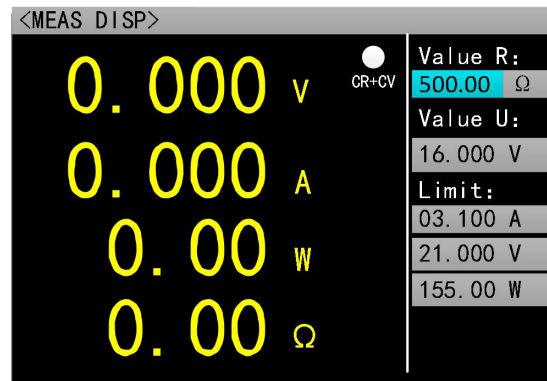 <MEAS DISP>
0.000 V
CR+CV
0.000 A
0.00 W
0.00 Ω
Value R:
500.00 Ω
Value U:
16.000 V
Limit:
03.100 A
21.000 V
155.00 W